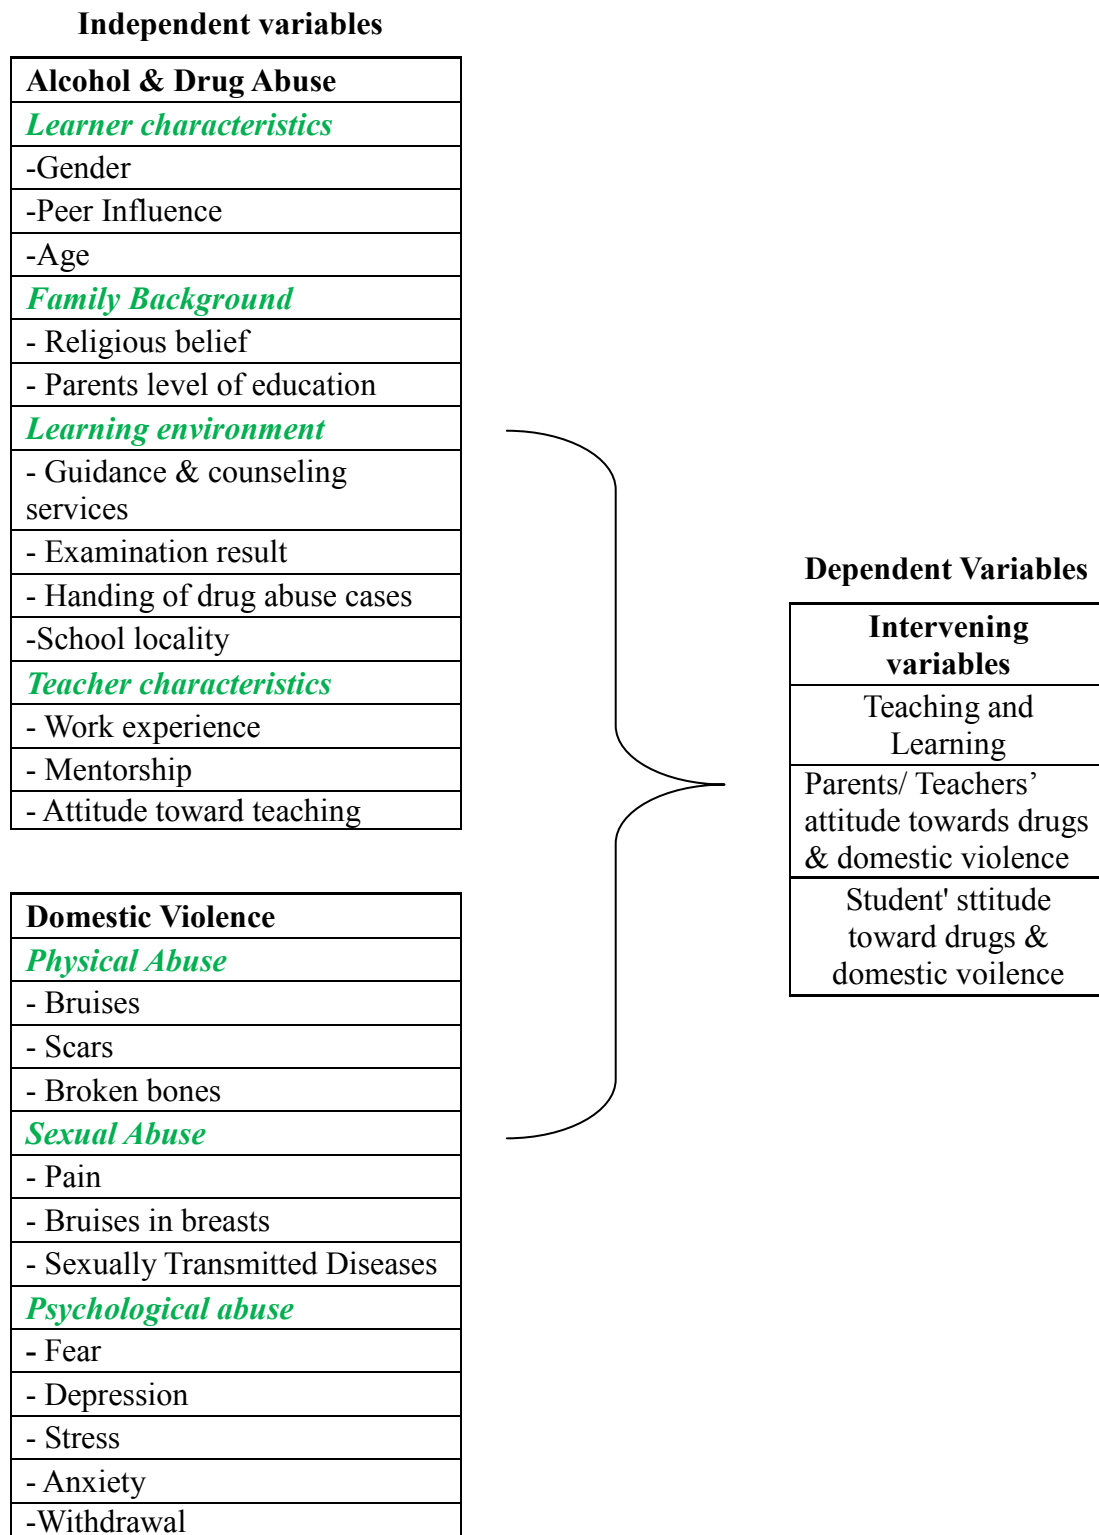 Independent variables
Alcohol & Drug Abuse
Learner characteristics
-Gender
-Peer Influence
-Age
Family Background
- Religious belief
- Parents level of education
Learning environment
- Guidance & counseling
services
- Examination result
- Handing of drug abuse cases
-School locality
Teacher characteristics
- Work experience
- Mentorship
- Attitude toward teaching
Domestic Violence
Physical Abuse
- Bruises
- Scars
- Broken bones
Sexual Abuse
- Pain
- Bruises in breasts
- Sexually Transmitted Diseases
Psychological abuse
- Fear
- Depression
- Stress
- Anxiety
-Withdrawal
Dependent Variables
Intervening
variables
Teaching and
Learning
Parents/ Teachers’
attitude towards drugs
& domestic violence
Student' sttitude
toward drugs &
domestic voilence